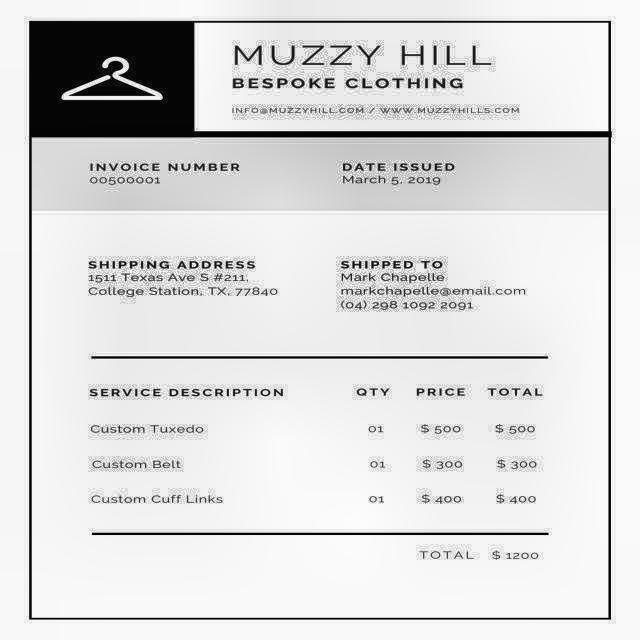 MUZZY HILL
BESPOKE CLOTHING
INFO@MUZZYHILL.COM / WWW.MUZZYHILLS.COM
INVOICE NUMBER DATE ISSUED
00500001 March 5, 2019
SHIPPING ADDRESS SHIPPED TO
1511 Texas Ave S #211, Mark Chapelle
College Station, TX, 77840 markchapelle@email.com
(04) 298 1092 2091
SERVICE DESCRIPTION QTY PRICE TOTAL
Custom Tuxedo 01 $ 500 $ 500
Custom Belt 01 $ 300 $ 300
Custom Cuff Links 01 $ 400 $ 400
TOTAL $ 1200